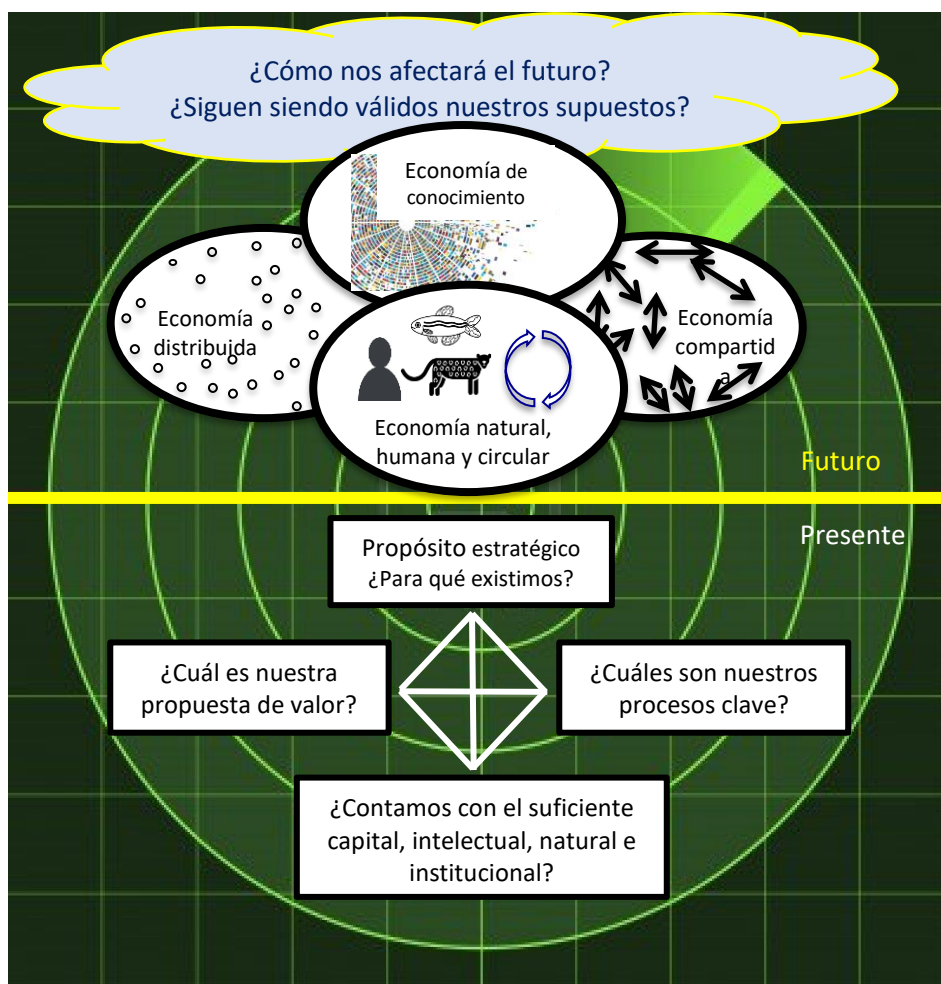 ¿Cómo nos afectará el futuro?
¿Siguen siendo válidos nuestros supuestos?
Economía de
conocimiento
Economía
distribuida
Economía
compartid
a
Economía natural,
humana y circular
Futuro
Presente
Propósito estratégico
¿Para qué existimos?
¿Cuál es nuestra
propuesta de valor?
¿Cuáles son nuestros
procesos clave?
¿Contamos con el suficiente
capital, intelectual, natural e
institucional?